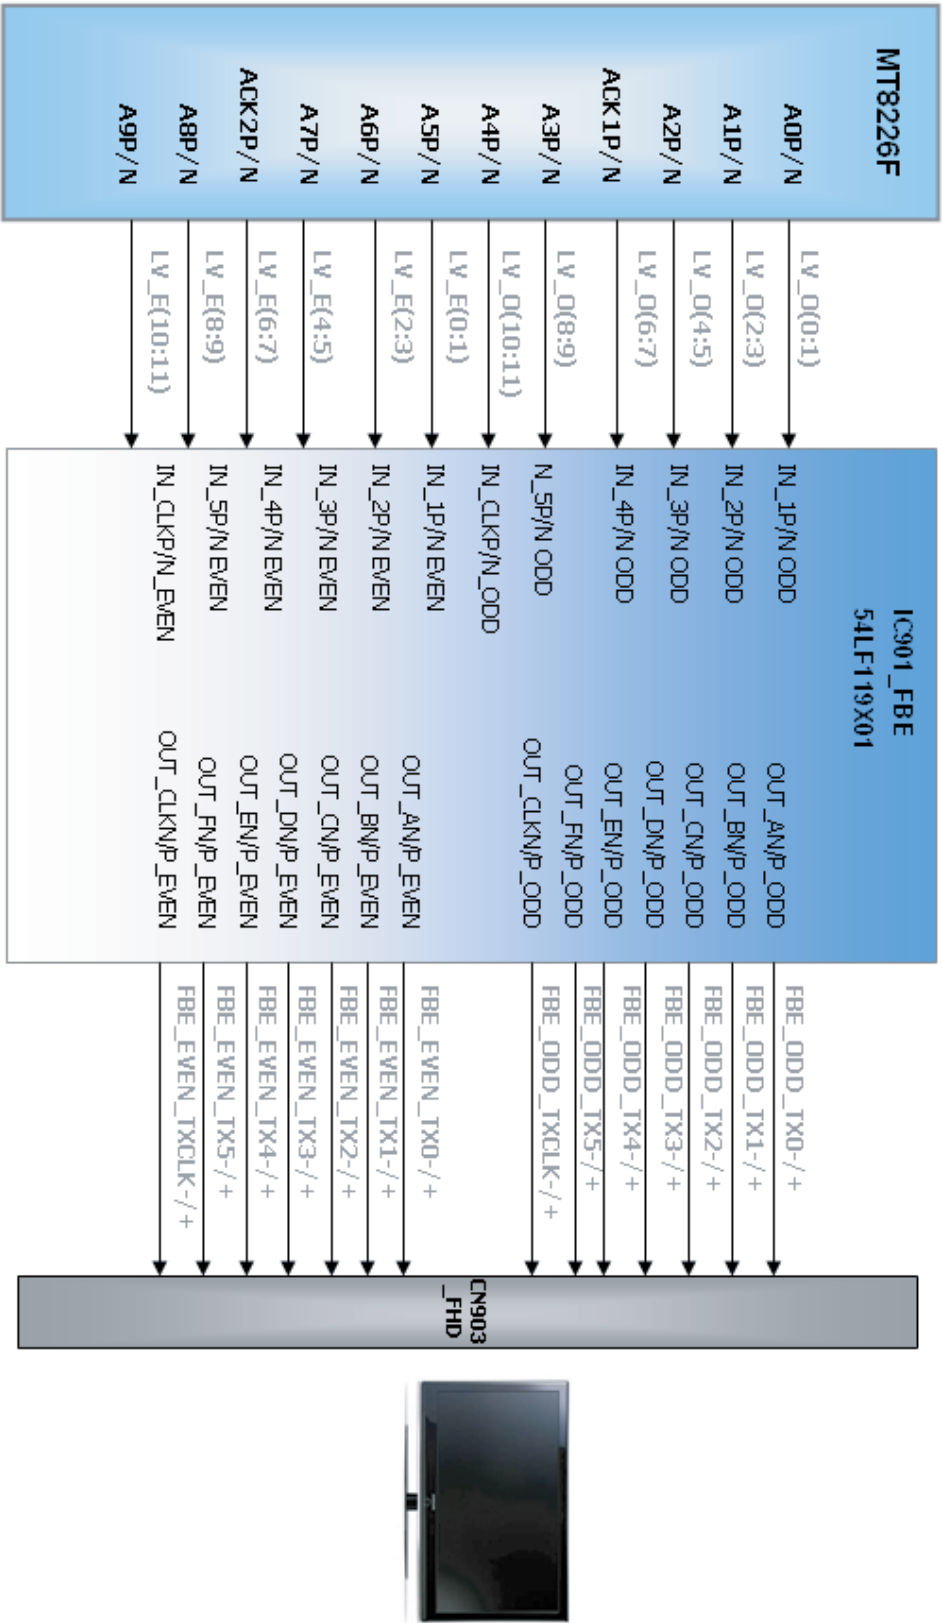 MT8226F
A0P/N
A1P/N
A2P/N
ACK1P/N
A3P/N
A4P/N
A5P/N
A6P/N
A7P/N
ACK2P/N
A8P/N
A9P/N
LV_O(0:1)
LV_O(2:3)
LV_O(4:5)
LV_O(6:7)
LV_O(8:9)
LV_O(10:11)
LV_E(0:1)
LV_E(2:3)
LV_E(4:5)
LV_E(6:7)
LV_E(8:9)
LV_E(10:11)
IC901_FBE
54LF119X01
IN_1P/N ODD
IN_2P/N ODD
IN_3P/N ODD
IN_4P/N ODD
N_5P/N ODD
IN_CLKP/N_ODD
IN_1P/N EVEN
IN_2P/N EVEN
IN_3P/N EVEN
IN_4P/N EVEN
IN_5P/N EVEN
IN_CLKP/N_EVEN
OUT_AN/P_ODD
OUT_BN/P_ODD
OUT_CN/P_ODD
OUT_DN/P_ODD
OUT_EN/P_ODD
OUT_FN/P_ODD
OUT_CLKN/P_ODD
OUT_AN/P_EVEN
OUT_BN/P_EVEN
OUT_CN/P_EVEN
OUT_DN/P_EVEN
OUT_EN/P_EVEN
OUT_FN/P_EVEN
OUT_CLKN/P_EVEN
FBE_ODD_TX0-/+
FBE_ODD_TX1-/+
FBE_ODD_TX2-/+
FBE_ODD_TX3-/+
FBE_ODD_TX4-/+
FBE_ODD_TX5-/+
FBE_ODD_TXCLK-/+
FBE_EVEN_TX0-/+
FBE_EVEN_TX1-/+
FBE_EVEN_TX2-/+
FBE_EVEN_TX3-/+
FBE_EVEN_TX4-/+
FBE_EVEN_TX5-/+
FBE_EVEN_TXCLK-/+
CN903
_FHD